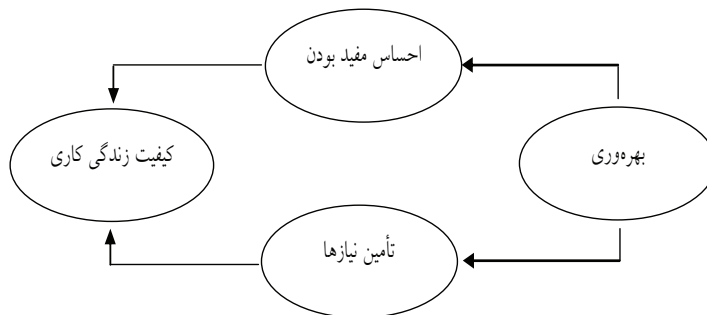 احساس مفید بودن
بهره‌وری
کیفیت زندگی کاری
تأمین نیازها